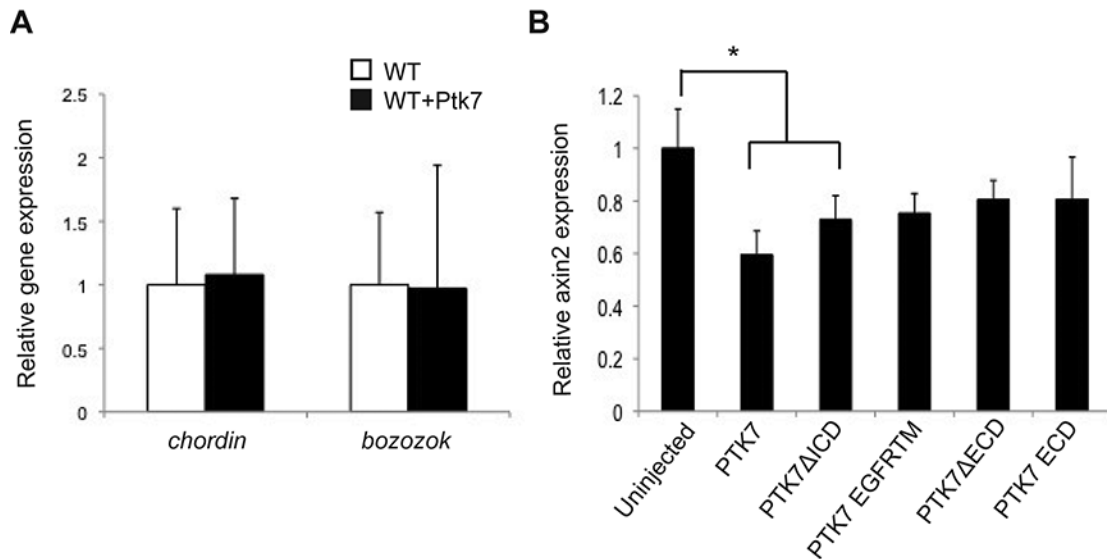 A
WT
WT+Ptk7
Relative gene expression
2.5
2
1.5
1
0.5
0
chordin bozozok
B
*
Relative axin2 expression
1.2
1
0.8
0.6
0.4
0.2
0
Uninjected
PTK7
PTK7ΔICD
PTK7 EGFRTM
PTK7ΔECD
PTK7 ECD